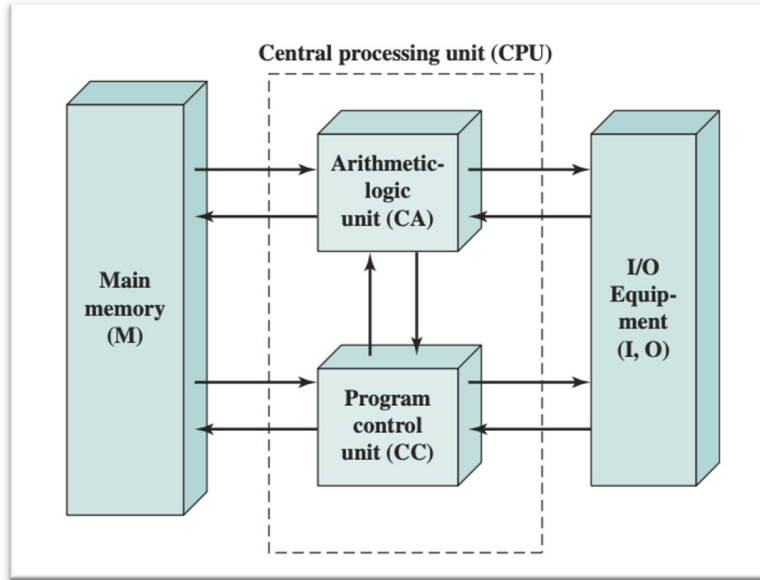 Central processing unit (CPU)
Arithmetic-
logic
unit (CA)
Main
memory
(M)
I/O
Equip-
ment
(I, O)
Program
control
unit (CC)